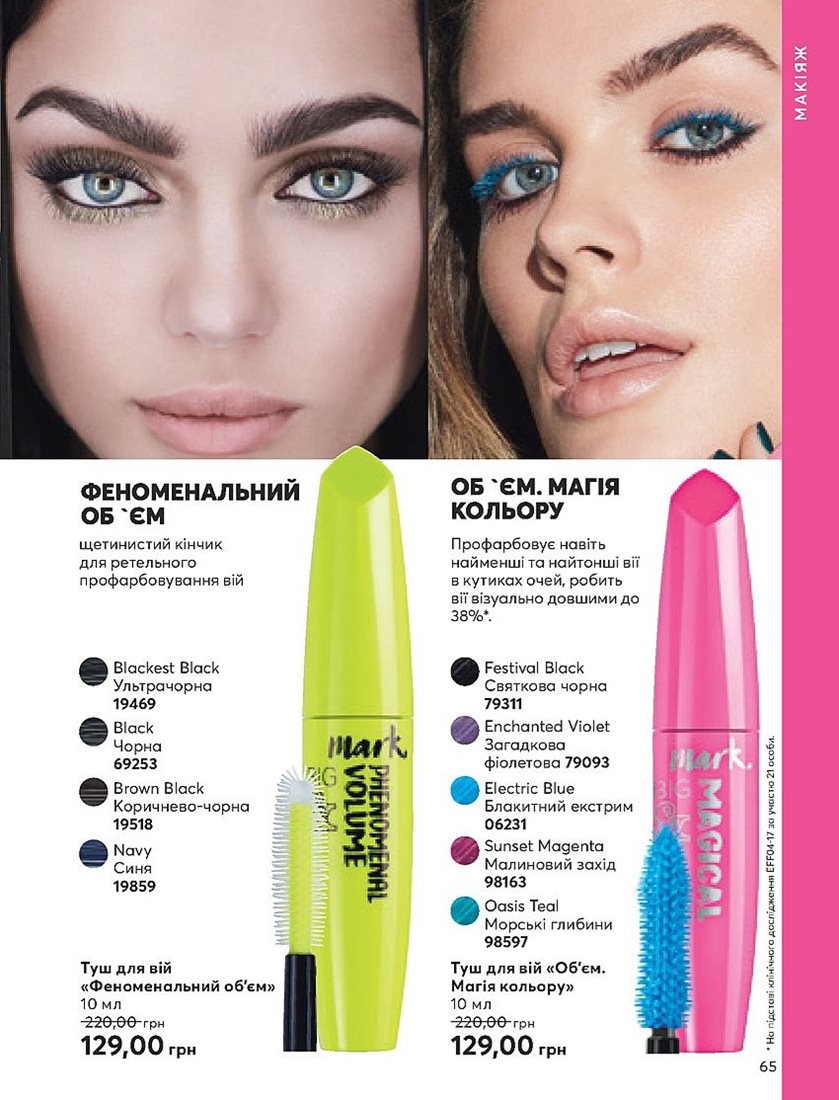 МАКІЯЖ
ФЕНОМЕНАЛЬНИЙ
ОБ `ЄМ
щетинистий кінчик
для ретельного
профарбовування вій
Blackest Black
Ультрачорна
19469
Black
Чорна
69253
Brown Black
Коричнево-чорна
19518
Navy
Синя
19859
mark.
BIG
PHENOMENAL
VOLUME
Туш для вій
«Феноменальний об’єм»
10 мл
220,00 грн
129,00 грн
ОБ `ЄМ. МАГІЯ
КОЛЬОРУ
Профарбовує навіть
найменші та найтонші вії
в кутиках очей, робить
вії візуально довшими до
38%*.
Festival Black
Святкова чорна
79311
Enchanted Violet
Загадкова
фіолетова 79093
Electric Blue
Блакитний екстрим
06231
Sunset Magenta
Малиновий захід
98163
Oasis Teal
Морські глибини
98597
mark.
BIG
MAGICAL
Туш для вій «Об’єм.
Магія кольору»
10 мл
220,00 грн
129,00 грн
* На підстові клінічного дослідження EFF04-17 за участю 21 особи.
65